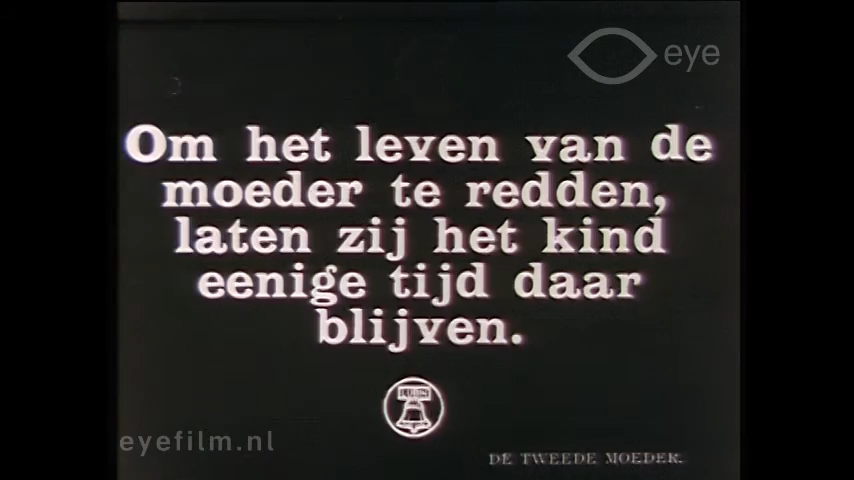 eye
Om het leven van de
moeder te redden,
laten zij het kind
eenige tijd daar
blijven.
LUBIN
eyefilm.nl
DE TWEEDE MOEDER.